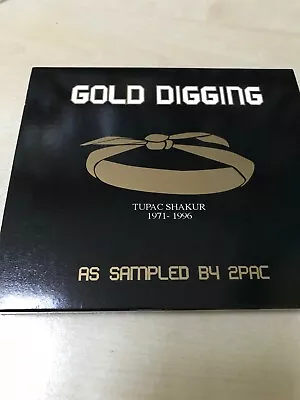 GOLD DIGGING
TUPAC SHAKUR
1971- 1996
AS SAMPLED BY 2PAC